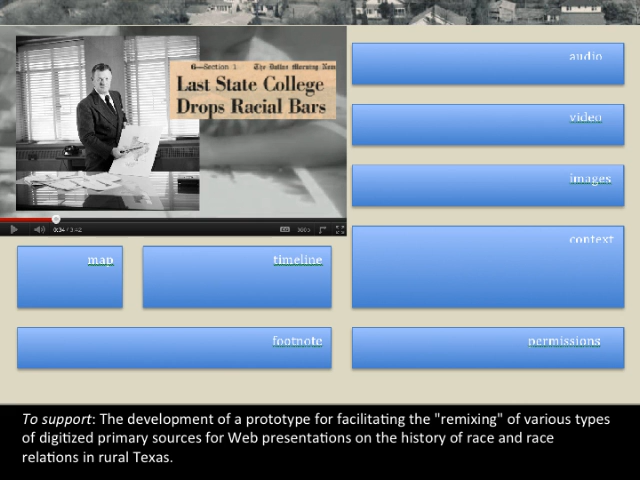 6—Section 1 The Dallas Morning News
Last State College
Drops Racial Bars
0:34 / 3:42
audio
video
images
context
map
timeline
footnote
permissions
To support: The development of a prototype for facilitating the "remixing" of various types
of digitized primary sources for Web presentations on the history of race and race
relations in rural Texas.